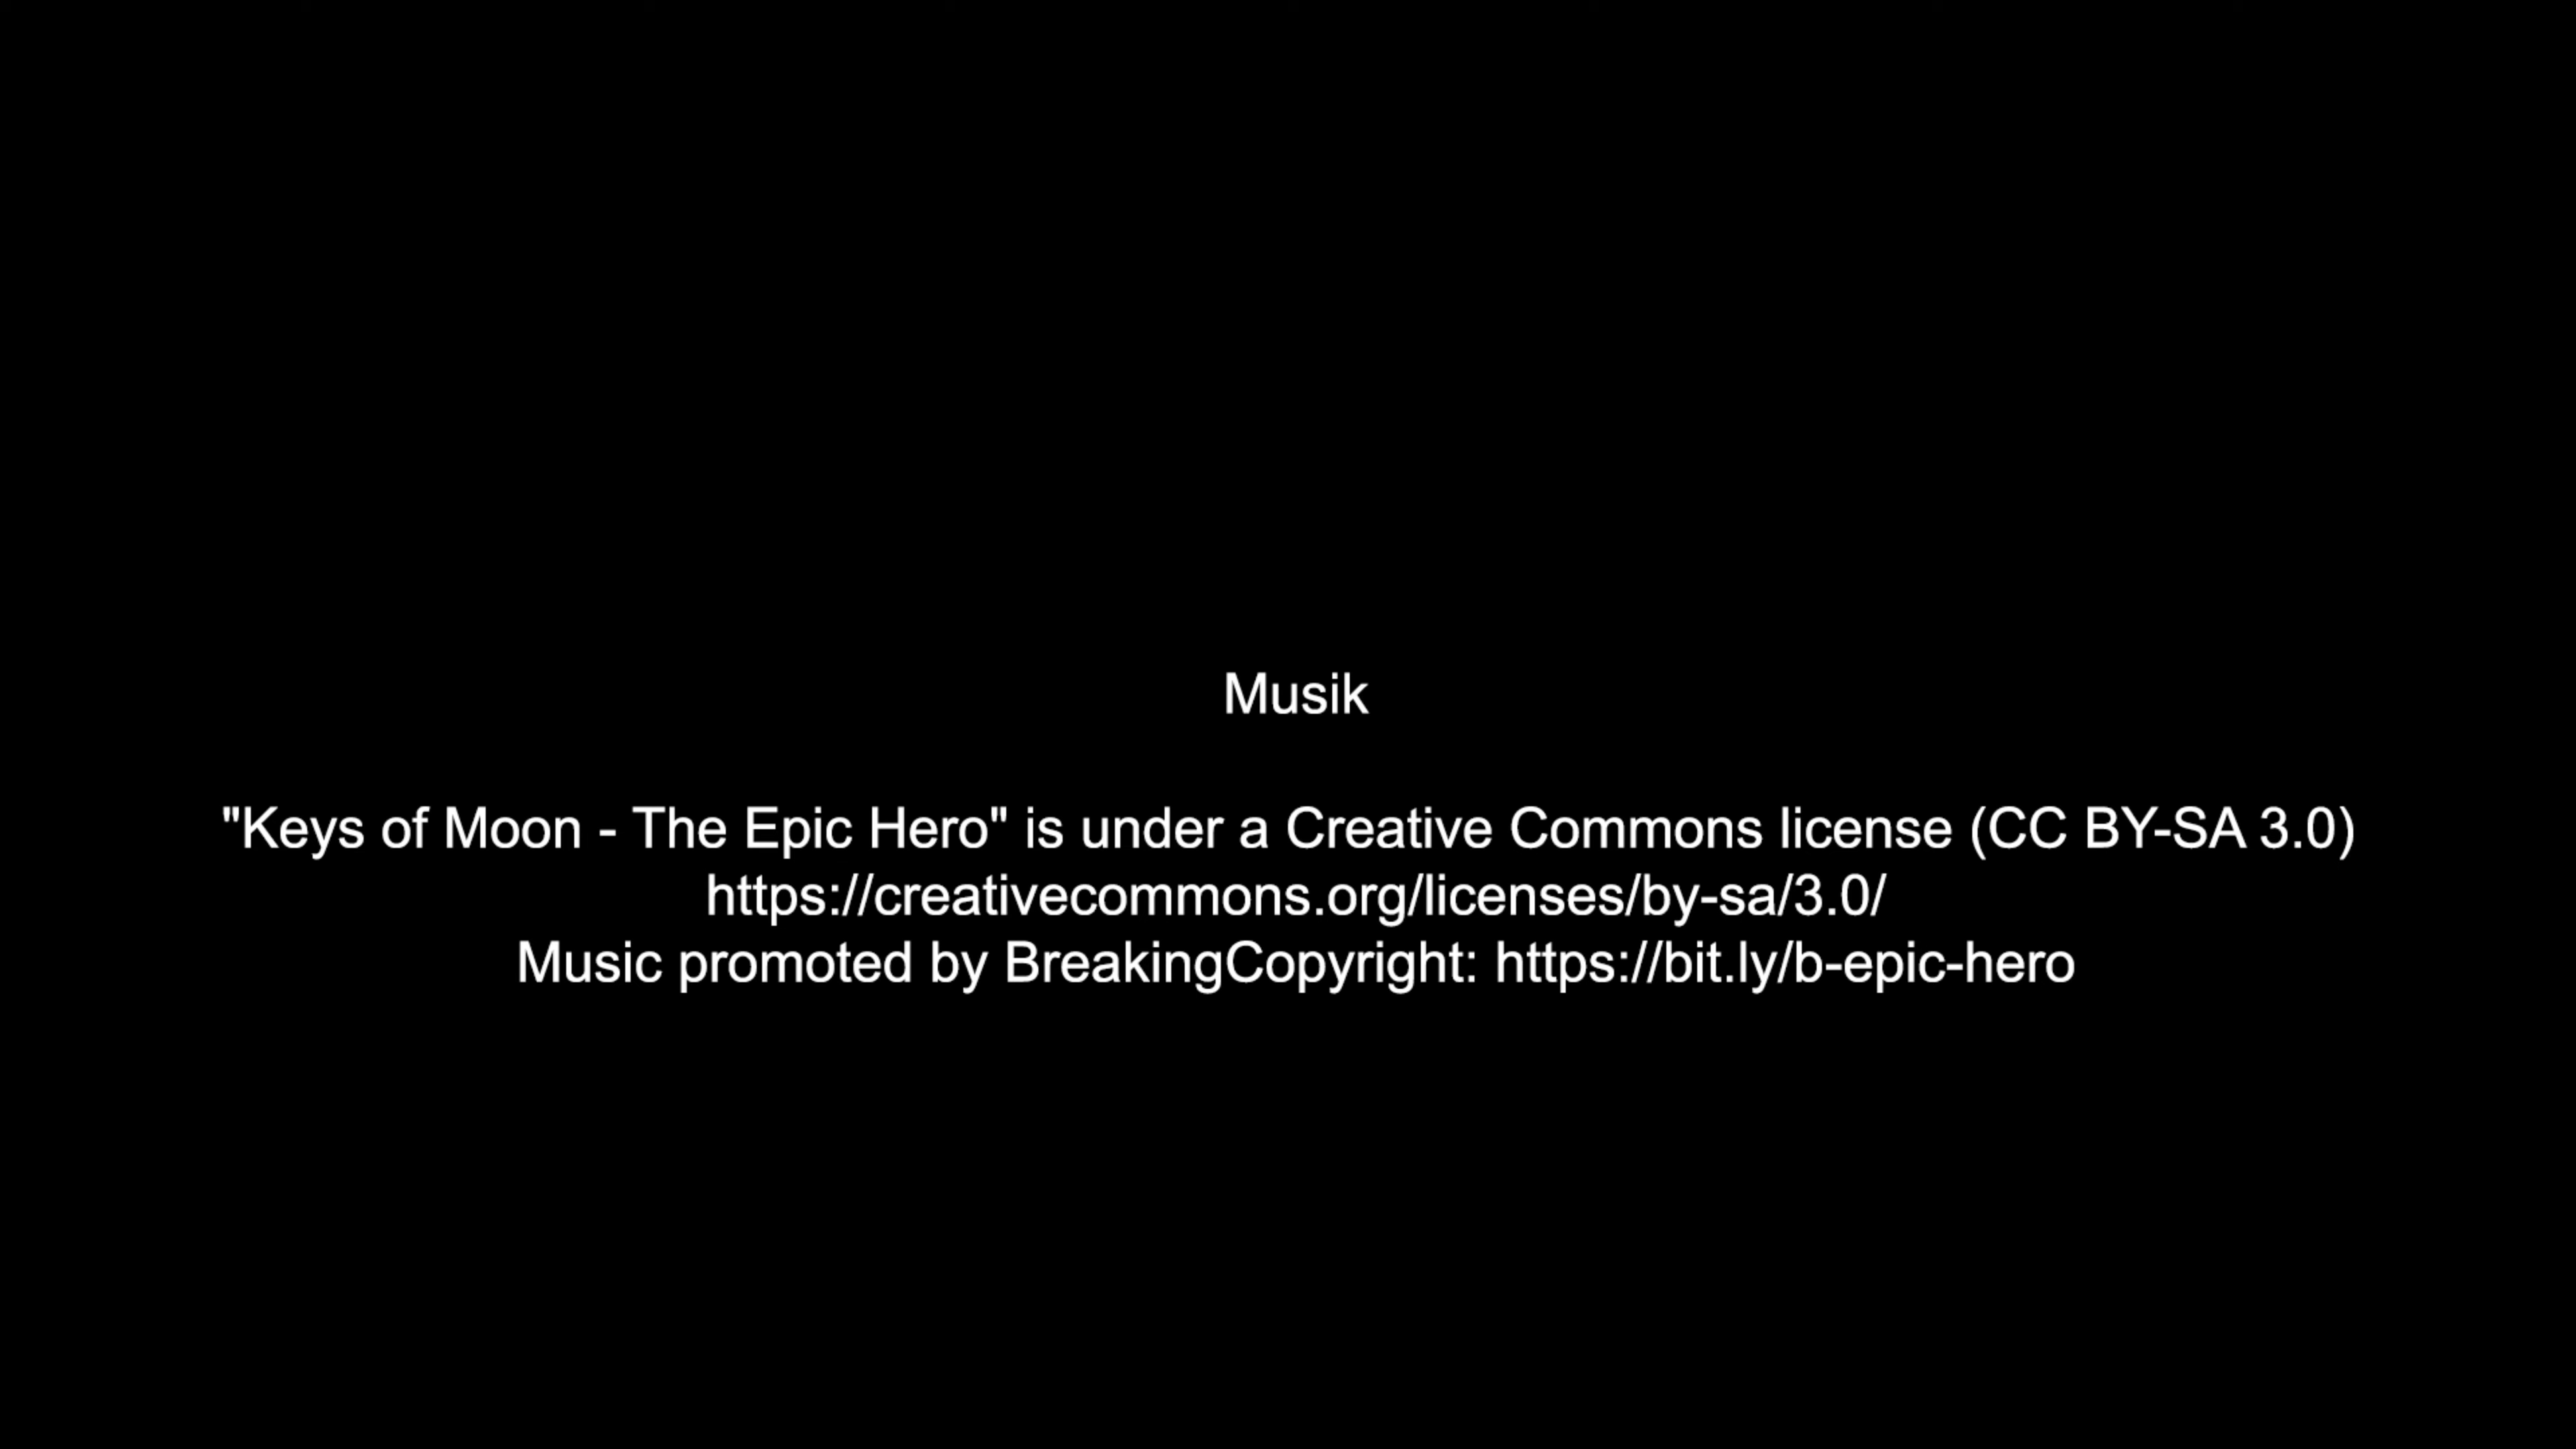 Musik
"Keys of Moon - The Epic Hero" is under a Creative Commons license (CC BY-SA 3.0)
https://creativecommons.org/licenses/by-sa/3.0/
Music promoted by BreakingCopyright: https://bit.ly/b-epic-hero